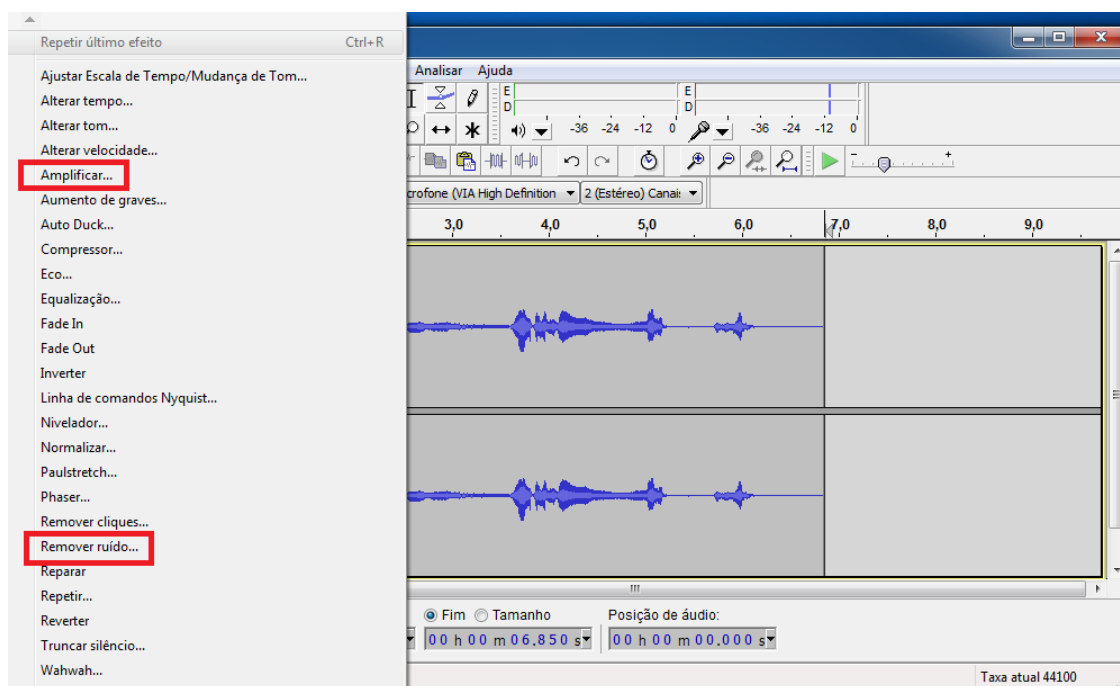 Repetir último efeito Ctrl+R
Ajustar Escala de Tempo/Mudança de Tom...
Alterar tempo...
Alterar tom...
Alterar velocidade...
Amplificar...
Aumento de graves...
Auto Duck...
Compressor...
Eco...
Equalização...
Fade In
Fade Out
Inverter
Linha de comandos Nyquist...
Nivelador...
Normalizar...
Paulstretch...
Phaser...
Remover cliques...
Remover ruído...
Reparar
Repetir...
Reverter
Truncar silêncio...
Wahwah...
Analisar Ajuda
E E
D D
-36 -24 -12 0 -36 -24 -12 0
crofone (VIA High Definition 2 (Estéreo) Canai:
3,0 4,0 5,0 6,0 7,0 8,0 9,0
Fim Tamanho Posição de áudio:
00 h 00 m 06.850 s 00 h 00 m 00.000 s
Taxa atual 44100